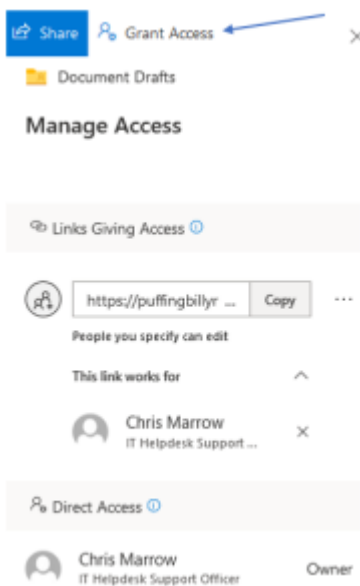 Share Grant Access
Document Drafts
Manage Access
Links Giving Access
https://puffingbillyr ... Copy ...
People you specify can edit
This link works for
Chris Marrow
IT Helpdesk Support ...
Direct Access
Chris Marrow Owner
IT Helpdesk Support Officer